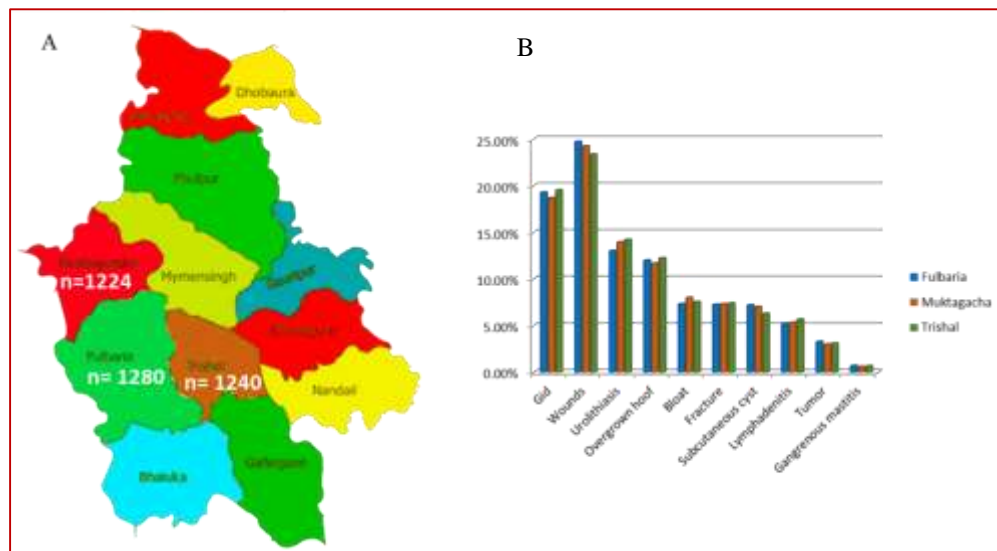 A
B
Dhobaura
Phulpur
Mymensingh
n=1224
Fulbaria
n= 1280
n= 1240
Nandail
Bhaluka
Gafargaon
25.00%
20.00%
15.00%
10.00%
5.00%
0.00%
Gid
Wounds
Urolithiasis
Overgrown hoof
Bloat
Fracture
Subcutaneous cyst
Lymphadenitis
Tumor
Gangrenous mastitis
Fulbaria
Muktagacha
Trishal